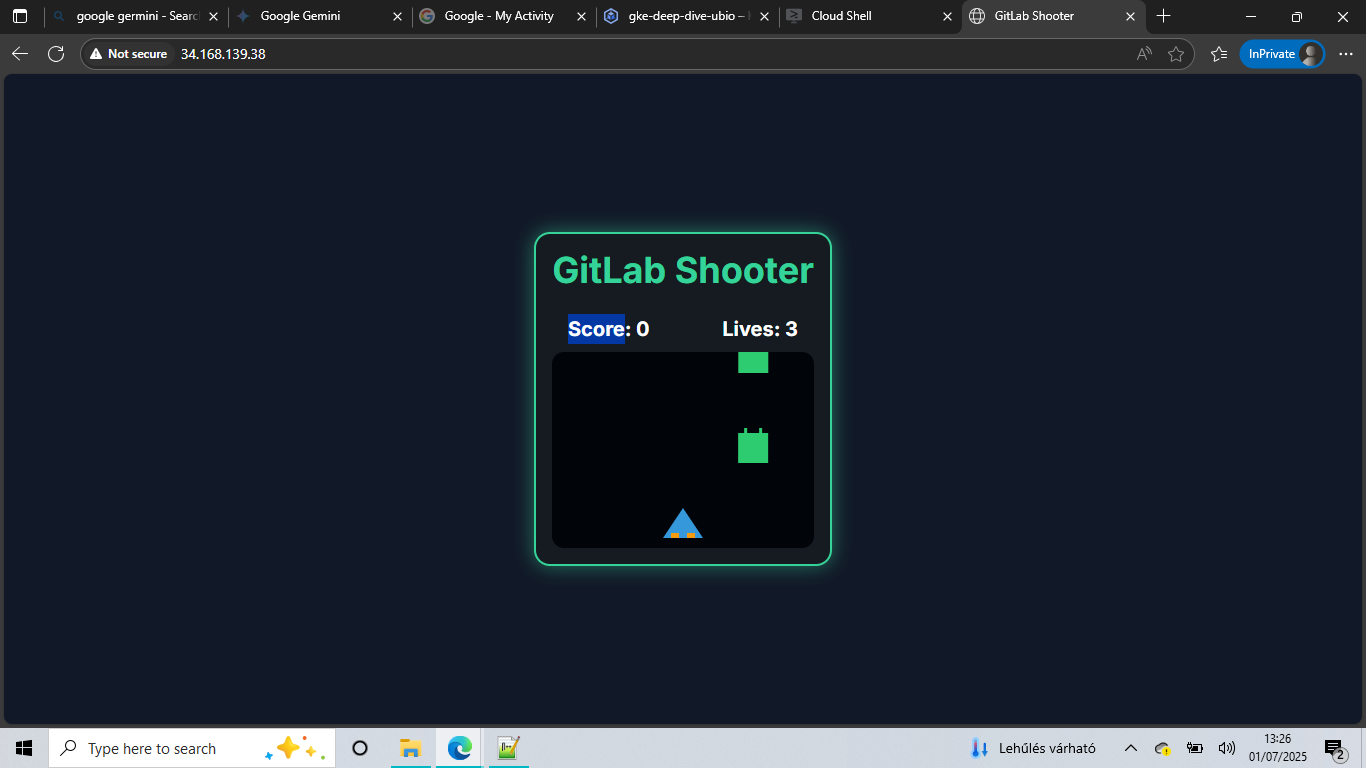 google germini - Searc
Google Gemini
Google - My Activity
gke-deep-dive-ubio –
Cloud Shell
GitLab Shooter
Not secure
34.168.139.38
InPrivate
GitLab Shooter
Score: 0
Lives: 3
Type here to search
Lehűlés várható
13:26
01/07/2025
2